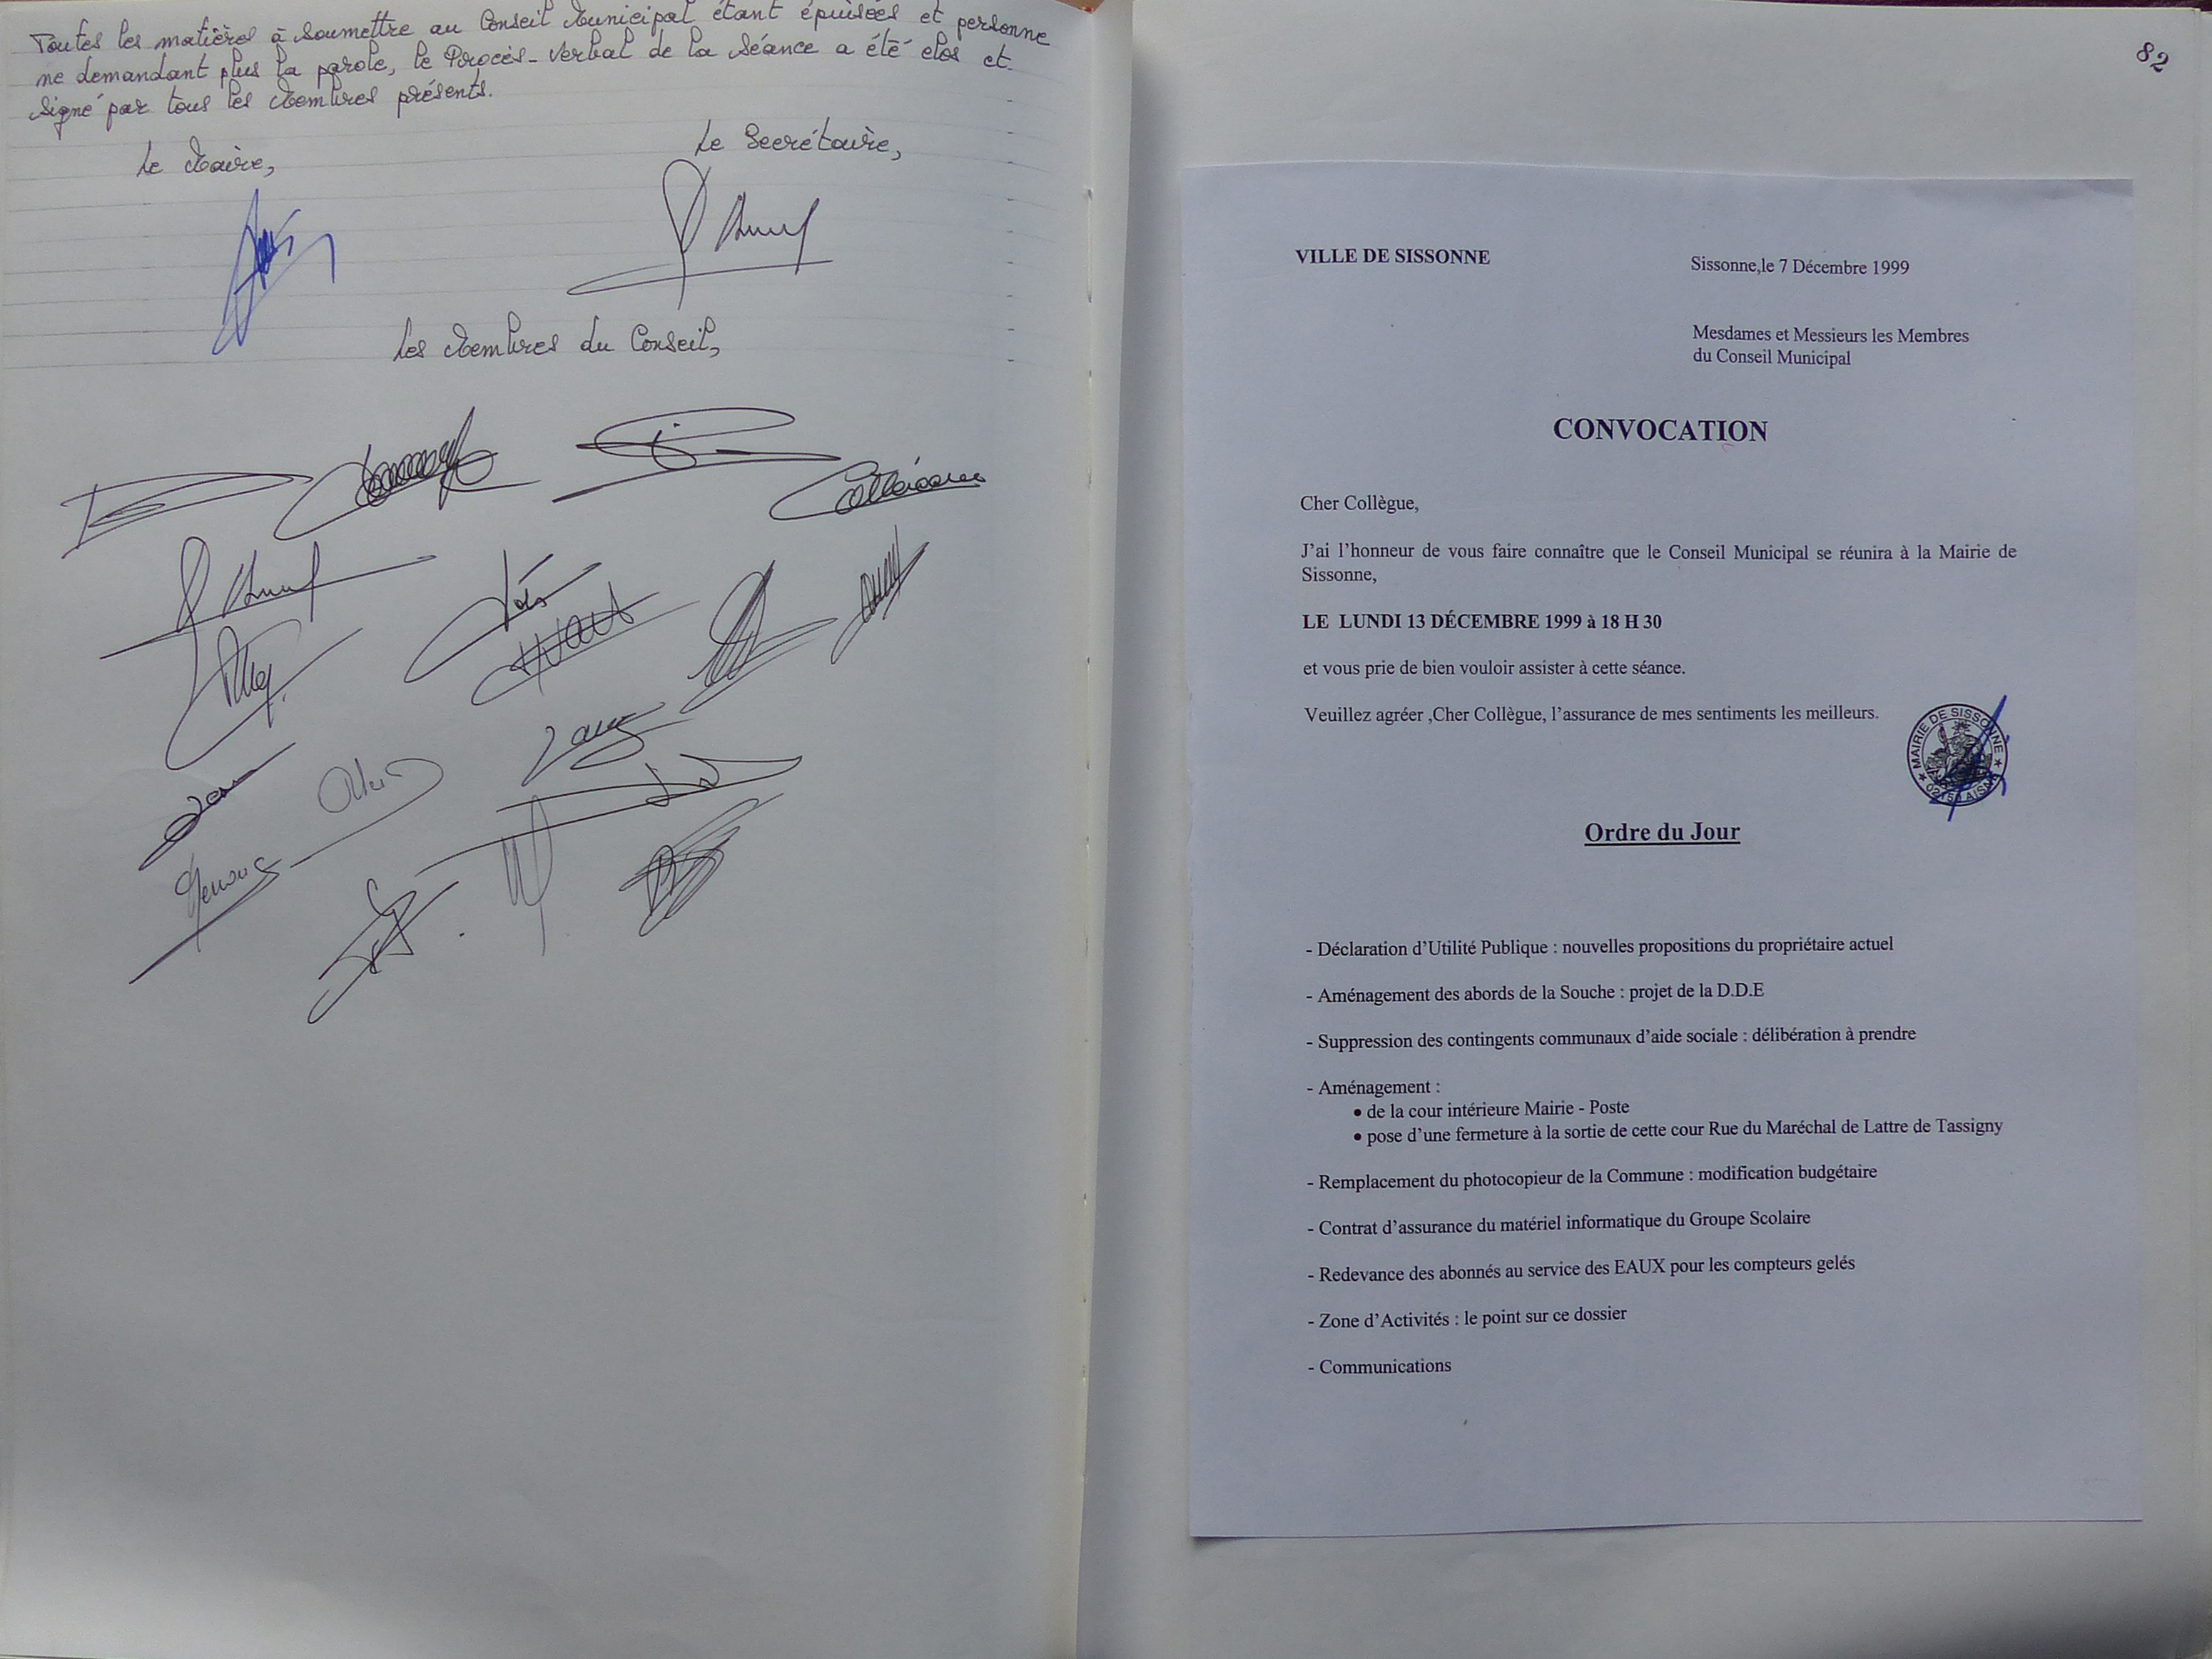 Toutes les matières à soumettre au Conseil Municipal étant épuisées et personne
ne demandant plus la parole, le Procès-verbal de la Séance a été clos et
signé par tous les Membres présents.
Le Maire,
Le Secrétaire,
Les Membres du Conseil,
82
VILLE DE SISSONNE
Sissonne,le 7 Décembre 1999
Mesdames et Messieurs les Membres
du Conseil Municipal
CONVOCATION
Cher Collègue,
J'ai l'honneur de vous faire connaître que le Conseil Municipal se réunira à la Mairie de
Sissonne,
LE LUNDI 13 DÉCEMBRE 1999 à 18 H 30
et vous prie de bien vouloir assister à cette séance.
Veuillez agréer ,Cher Collègue, l'assurance de mes sentiments les meilleurs.
MAIRIE DE SISSONNE
02150 AISNE
Ordre du Jour
- Déclaration d'Utilité Publique : nouvelles propositions du propriétaire actuel
- Aménagement des abords de la Souche : projet de la D.D.E
- Suppression des contingents communaux d'aide sociale : délibération à prendre
- Aménagement :
• de la cour intérieure Mairie - Poste
• pose d'une fermeture à la sortie de cette cour Rue du Maréchal de Lattre de Tassigny
- Remplacement du photocopieur de la Commune : modification budgétaire
- Contrat d'assurance du matériel informatique du Groupe Scolaire
- Redevance des abonnés au service des EAUX pour les compteurs gelés
- Zone d'Activités : le point sur ce dossier
- Communications